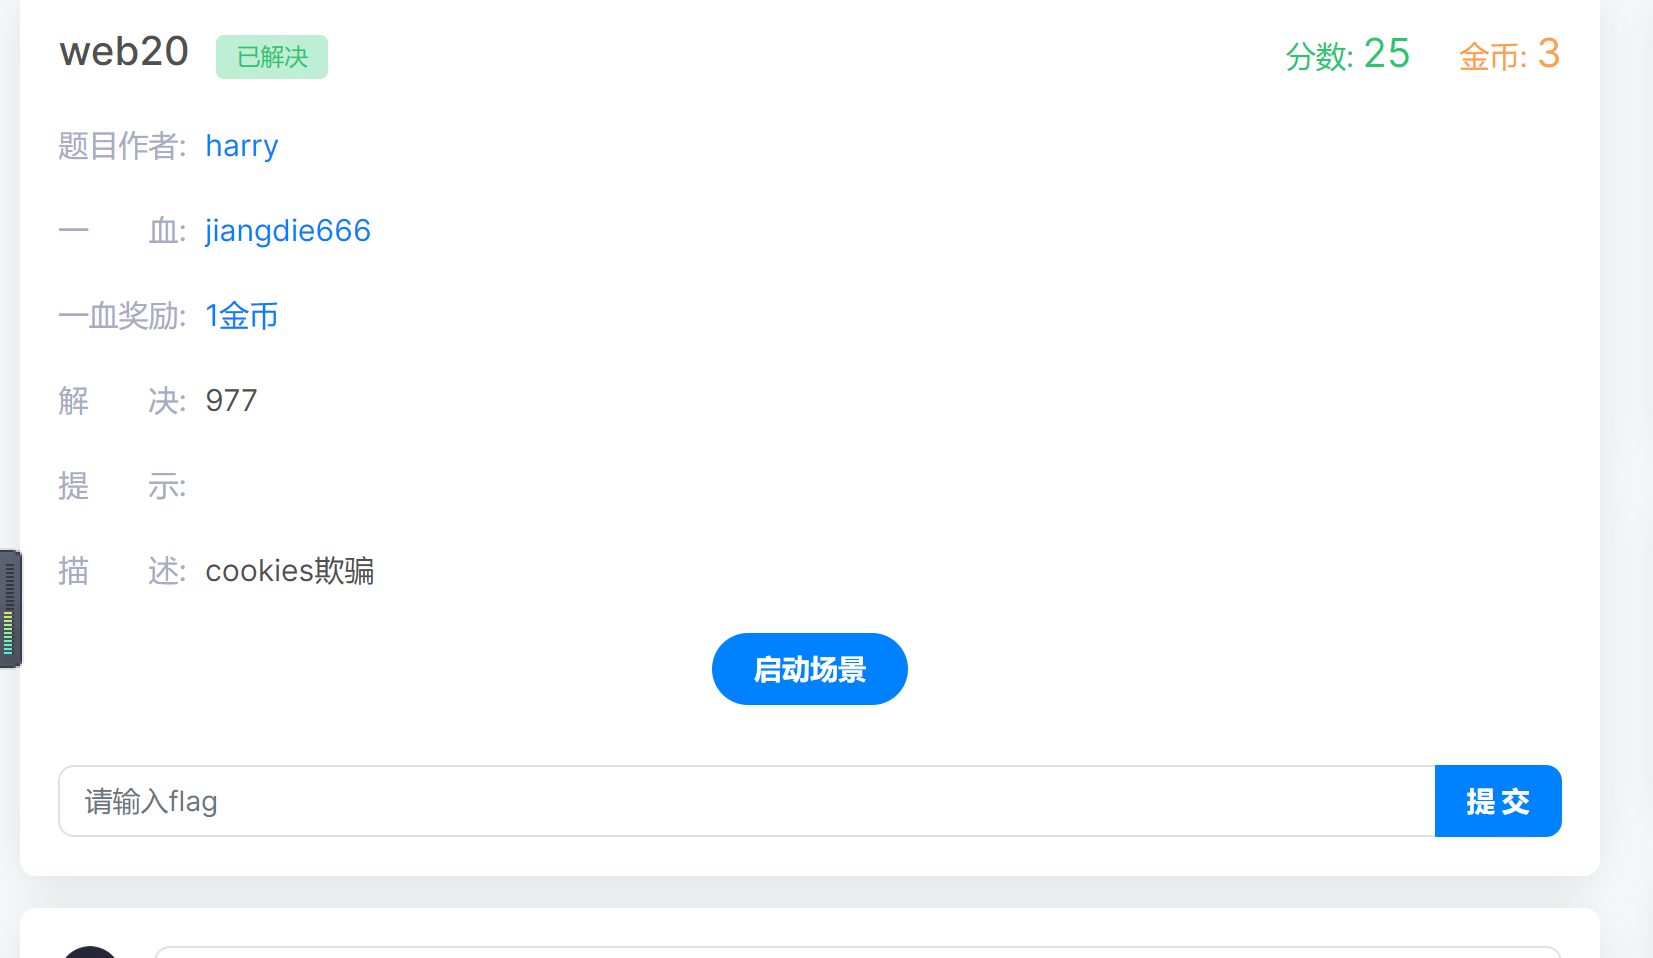 web20 已解决 分数: 25 金币: 3
题目作者: harry
一 血: jiangdie666
一血奖励: 1金币
解 决: 977
提 示:
描 述: cookies欺骗
启动场景
请输入flag 提 交